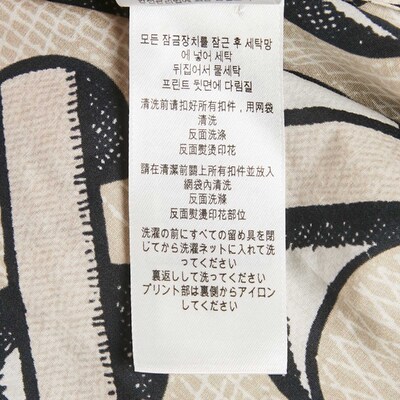 모든 잠금장치를 잠근 후 세탁망
에 넣어 세탁
뒤집어서 물세탁
프린트 뒷면에 다림질
清洗前请扣好所有扣件，用网袋
清洗
反面洗涤
反面熨烫印花
請在清潔前關上所有扣件並放入
網袋內清洗
反面洗滌
反面熨燙印花部位
洗濯の前にすべての留め具を閉
じてから洗濯ネットに入れて洗
ってください
裏返しして洗ってください
プリント部は裏側からアイロン
してください